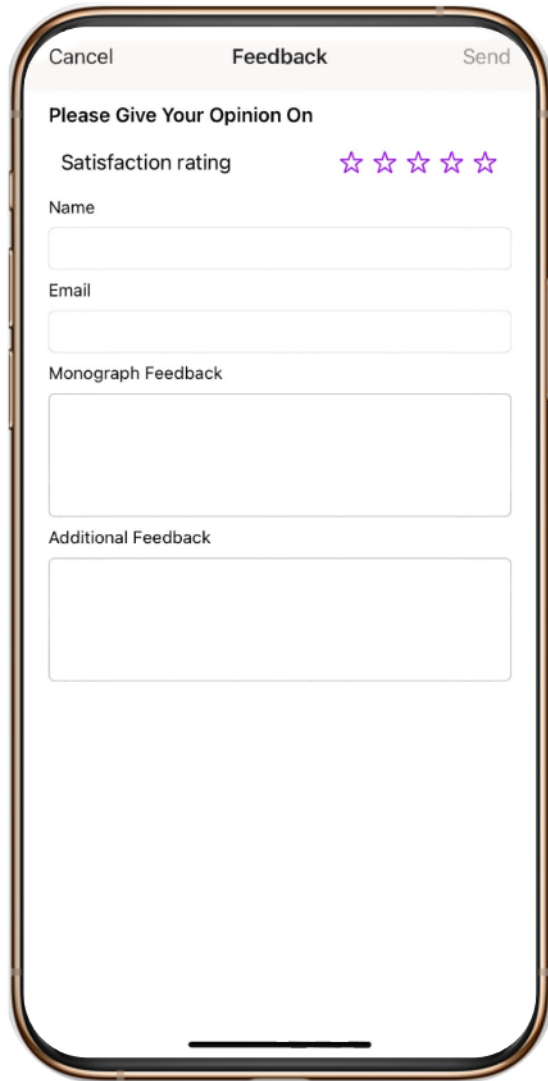 Cancel Feedback Send
Please Give Your Opinion On
Satisfaction rating
Name
Email
Monograph Feedback
Additional Feedback